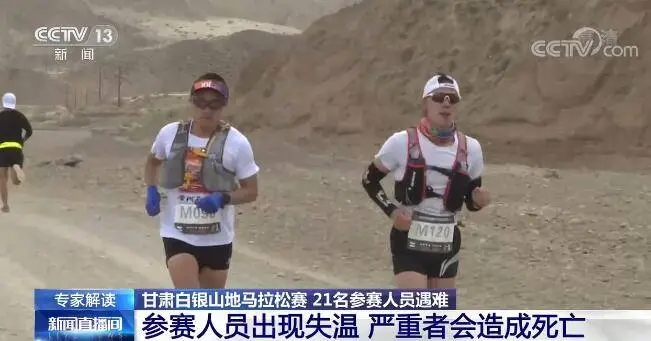 CCTV 13
新闻
CCTV.com
M098
M120
专家解读
甘肃白银山地马拉松赛 21名参赛人员遇难
新闻直播间
参赛人员出现失温 严重者会造成死亡